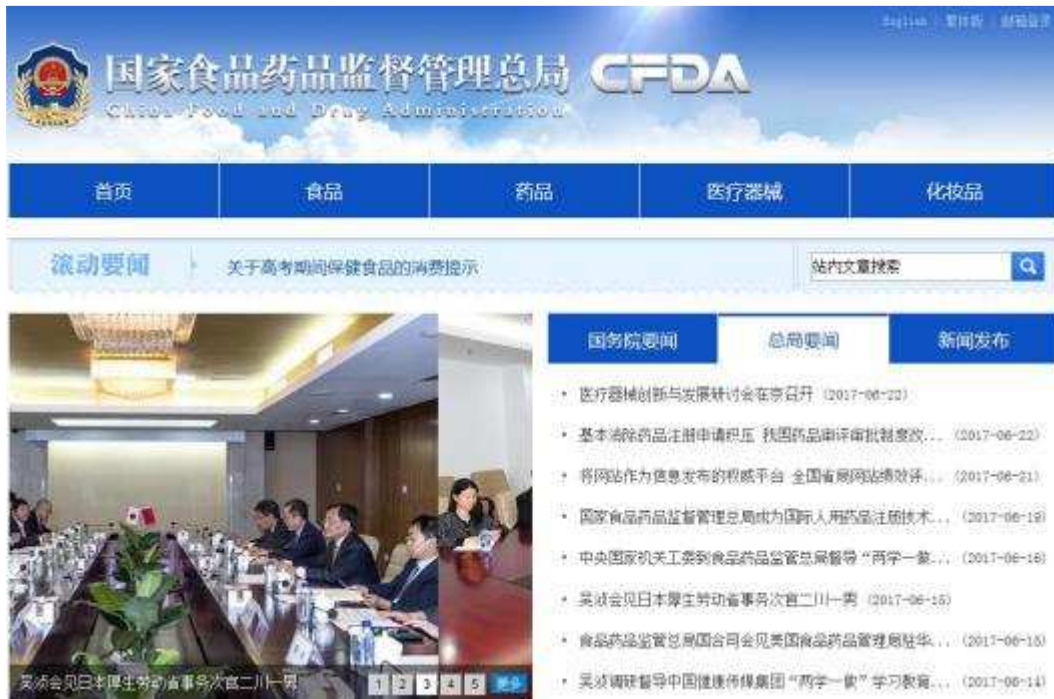 English 繁体版 邮箱登录
国家食品药品监督管理总局 CFDA
China Food and Drug Administration
首页 食品 药品 医疗器械 化妆品
滚动要闻 关于高考期间保健食品的消费提示 站内文章搜索
国务院要闻 总局要闻 新闻发布
医疗器械创新与发展研讨会在京召开 (2017-06-22)
基本消除药品注册申请积压 我国药品审评审批制度改... (2017-06-22)
将网站作为信息发布的权威平台 全国省局网站绩效评... (2017-06-21)
国家食品药品监督管理总局成为国际人用药品注册技术... (2017-06-19)
中央国家机关工委到食品药品监管总局督导“两学一做... (2017-06-16)
吴浈会见日本厚生劳动省事务次官二川一男 (2017-06-15)
食品药品监管总局国合司会见美国食品药品管理局驻华... (2017-06-15)
吴浈调研督导中国健康传媒集团“两学一做”学习教育... (2017-06-14)
吴浈会见日本厚生劳动省事务次官二川一男 1 2 3 4 5 更多